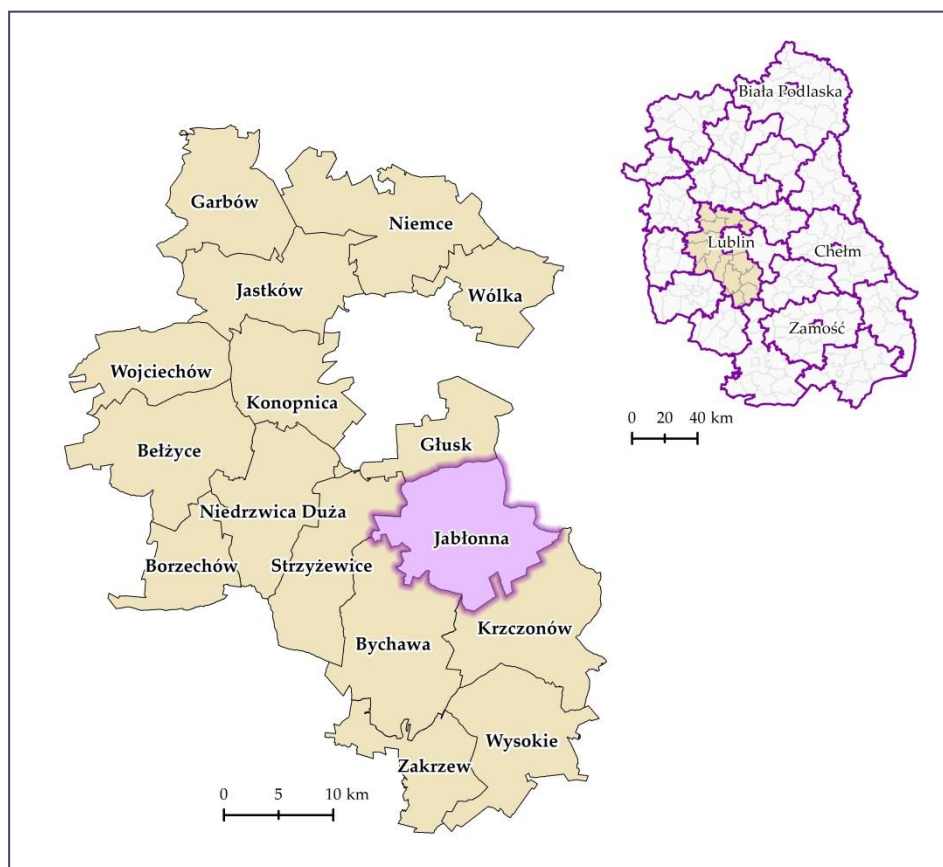 Biała Podlaska
Lublin
Chełm
Zamość
0 20 40 km
Garbów
Niemce
Jastków
Wólka
Wojciechów
Konopnica
Głusk
Bełżyce
Niedrzwica Duża
Jabłonna
Borzechów
Strzyżewice
Krzczonów
Bychawa
Wysokie
Zakrzew
0 5 10 km